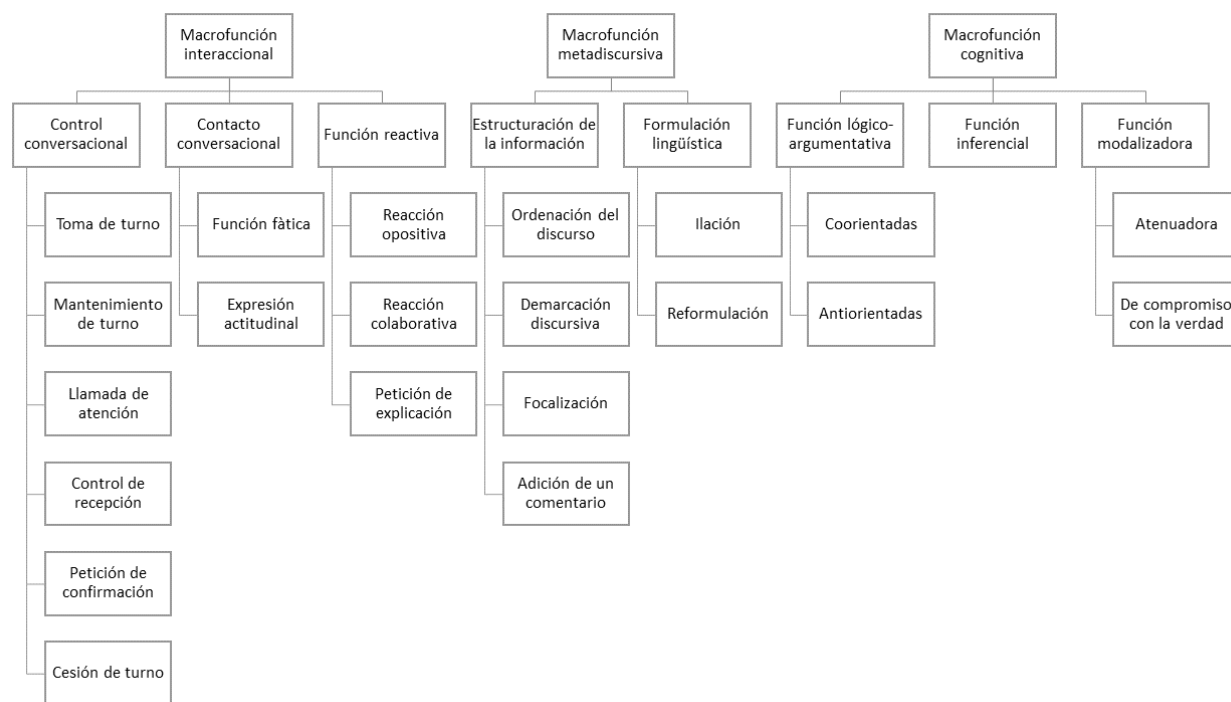 Macrofunción
interaccional
Macrofunción
metadiscursiva
Macrofunción
cognitiva
Control
conversacional
Contacto
conversacional
Función reactiva
Estructuración de
la información
Formulación
lingüística
Función lógico-
argumentativa
Función
inferencial
Función
modalizadora
Toma de turno
Función fàtica
Reacción
opositiva
Ordenación del
discurso
Ilación
Coorientadas
Atenuadora
Mantenimiento
de turno
Expresión
actitudinal
Reacción
colaborativa
Demarcación
discursiva
Reformulación
Antiorientadas
De compromiso
con la verdad
Llamada de
atención
Petición de
explicación
Focalización
Control de
recepción
Adición de un
comentario
Petición de
confirmación
Cesión de turno